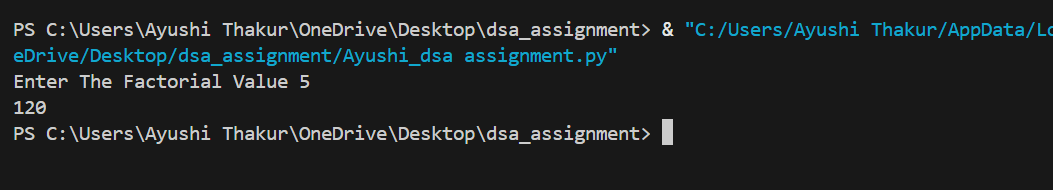 PS C:\Users\Ayushi Thakur\OneDrive\Desktop\dsa_assignment> & "C:/Users/Ayushi Thakur/AppData/Lo
eDrive/Desktop/dsa_assignment/Ayushi_dsa assignment.py"
Enter The Factorial Value 5
120
PS C:\Users\Ayushi Thakur\OneDrive\Desktop\dsa_assignment>